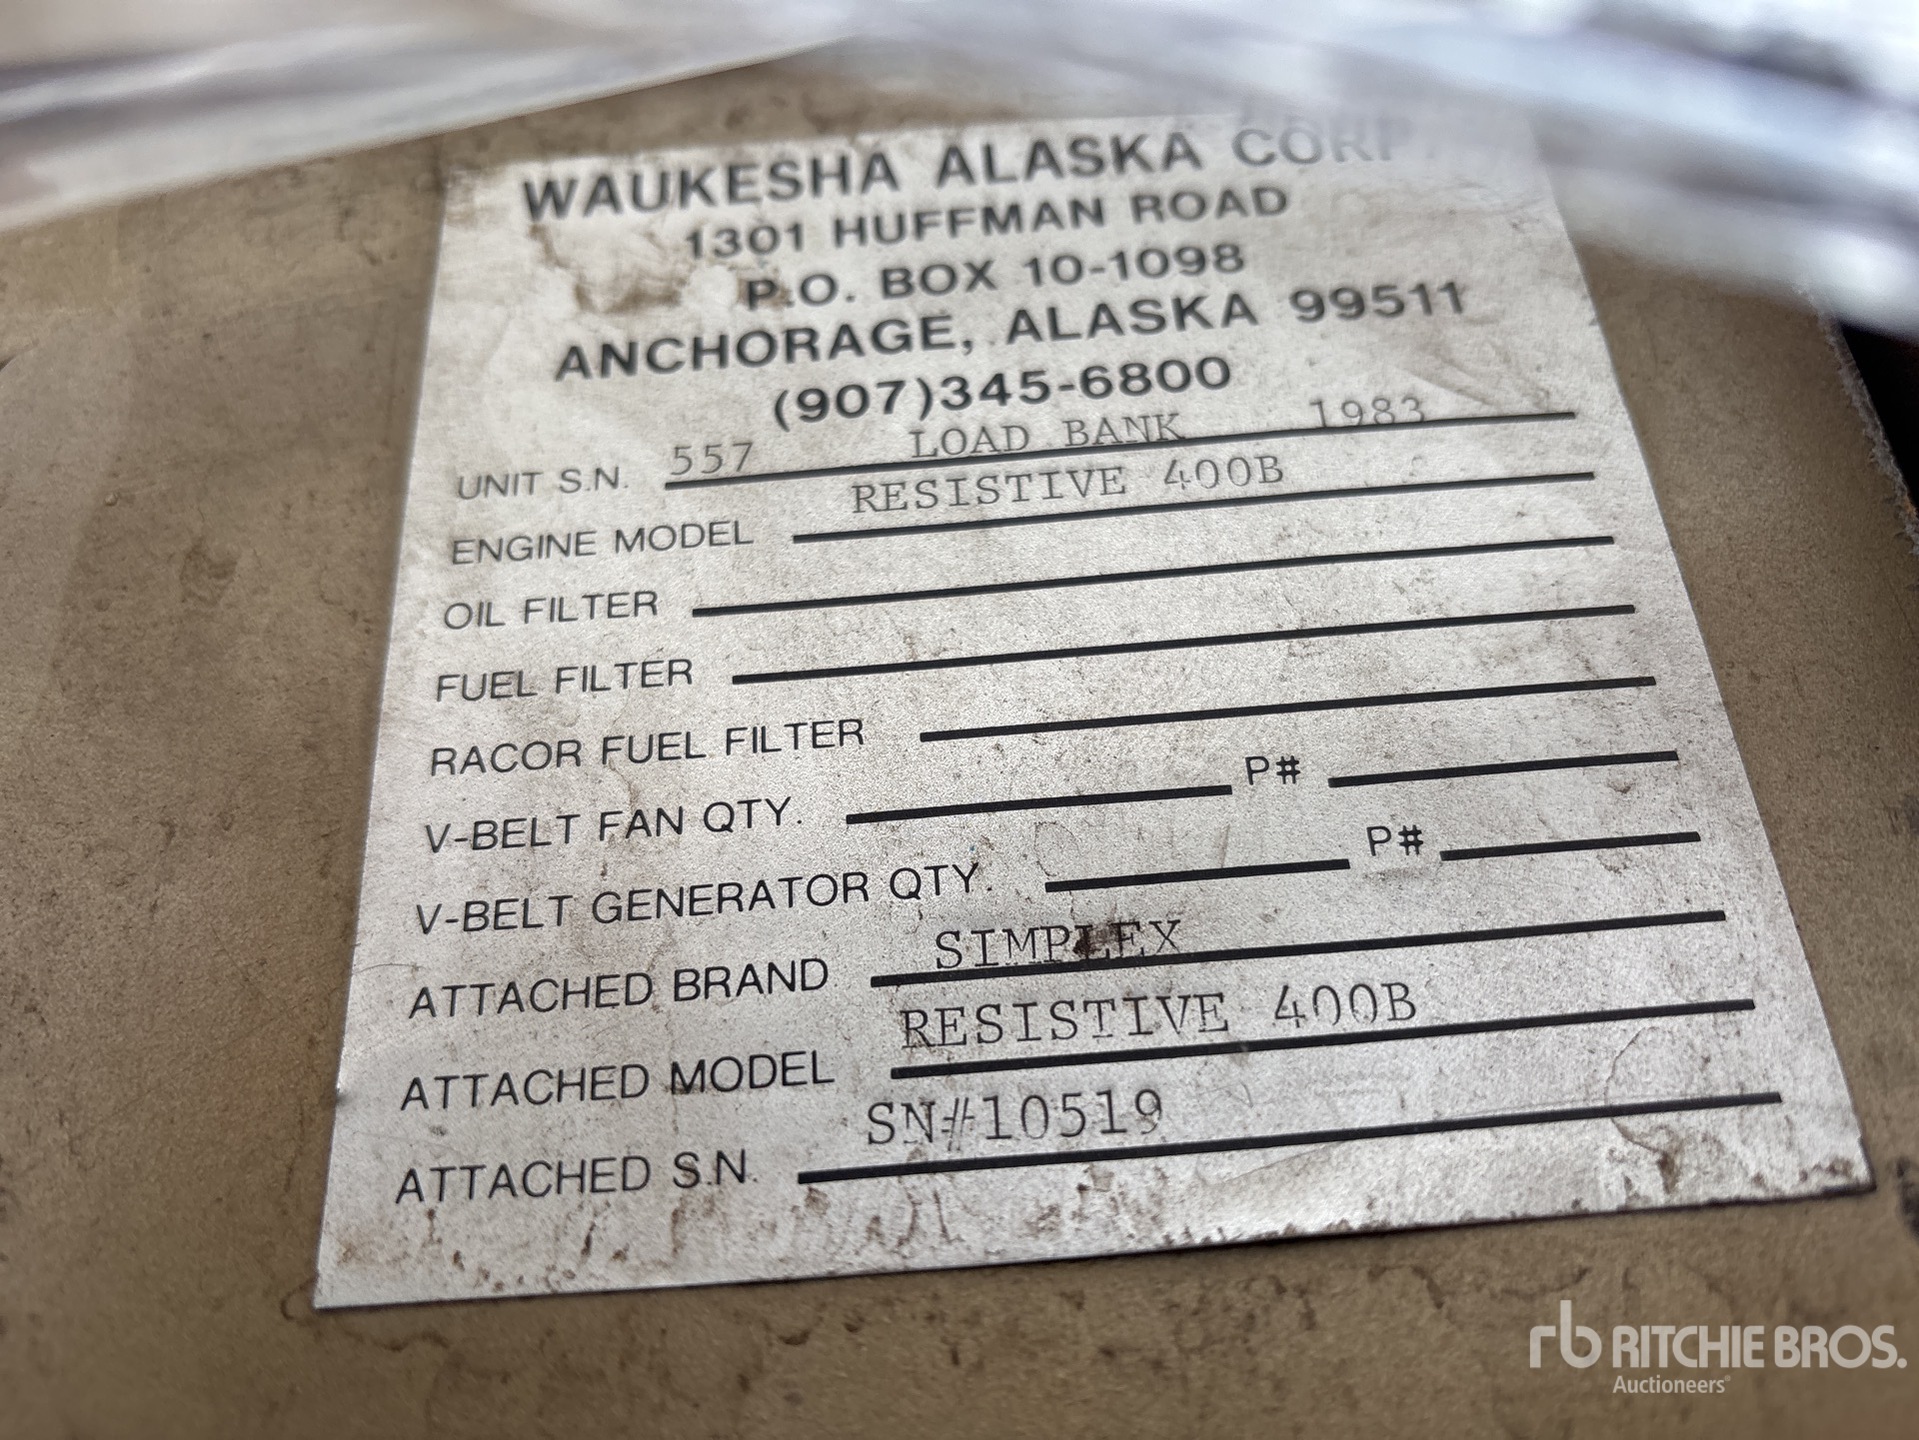 WAUKESHA ALASKA CORP.
1301 HUFFMAN ROAD
P.O. BOX 10-1098
ANCHORAGE, ALASKA 99511
(907)345-6800
UNIT S.N. 557 LOAD BANK 1983
ENGINE MODEL RESISTIVE 400B
OIL FILTER
FUEL FILTER
RACOR FUEL FILTER
V-BELT FAN QTY. P#
V-BELT GENERATOR QTY. P#
ATTACHED BRAND SIMPLEX
ATTACHED MODEL RESISTIVE 400B
ATTACHED S.N. SN#10519
rb RITCHIE BROS.
Auctioneers